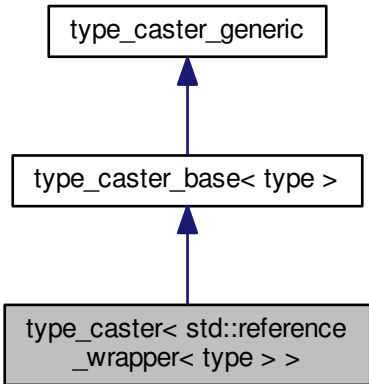 type_caster_generic
type_caster_base< type >
type_caster< std::reference
_wrapper< type > >